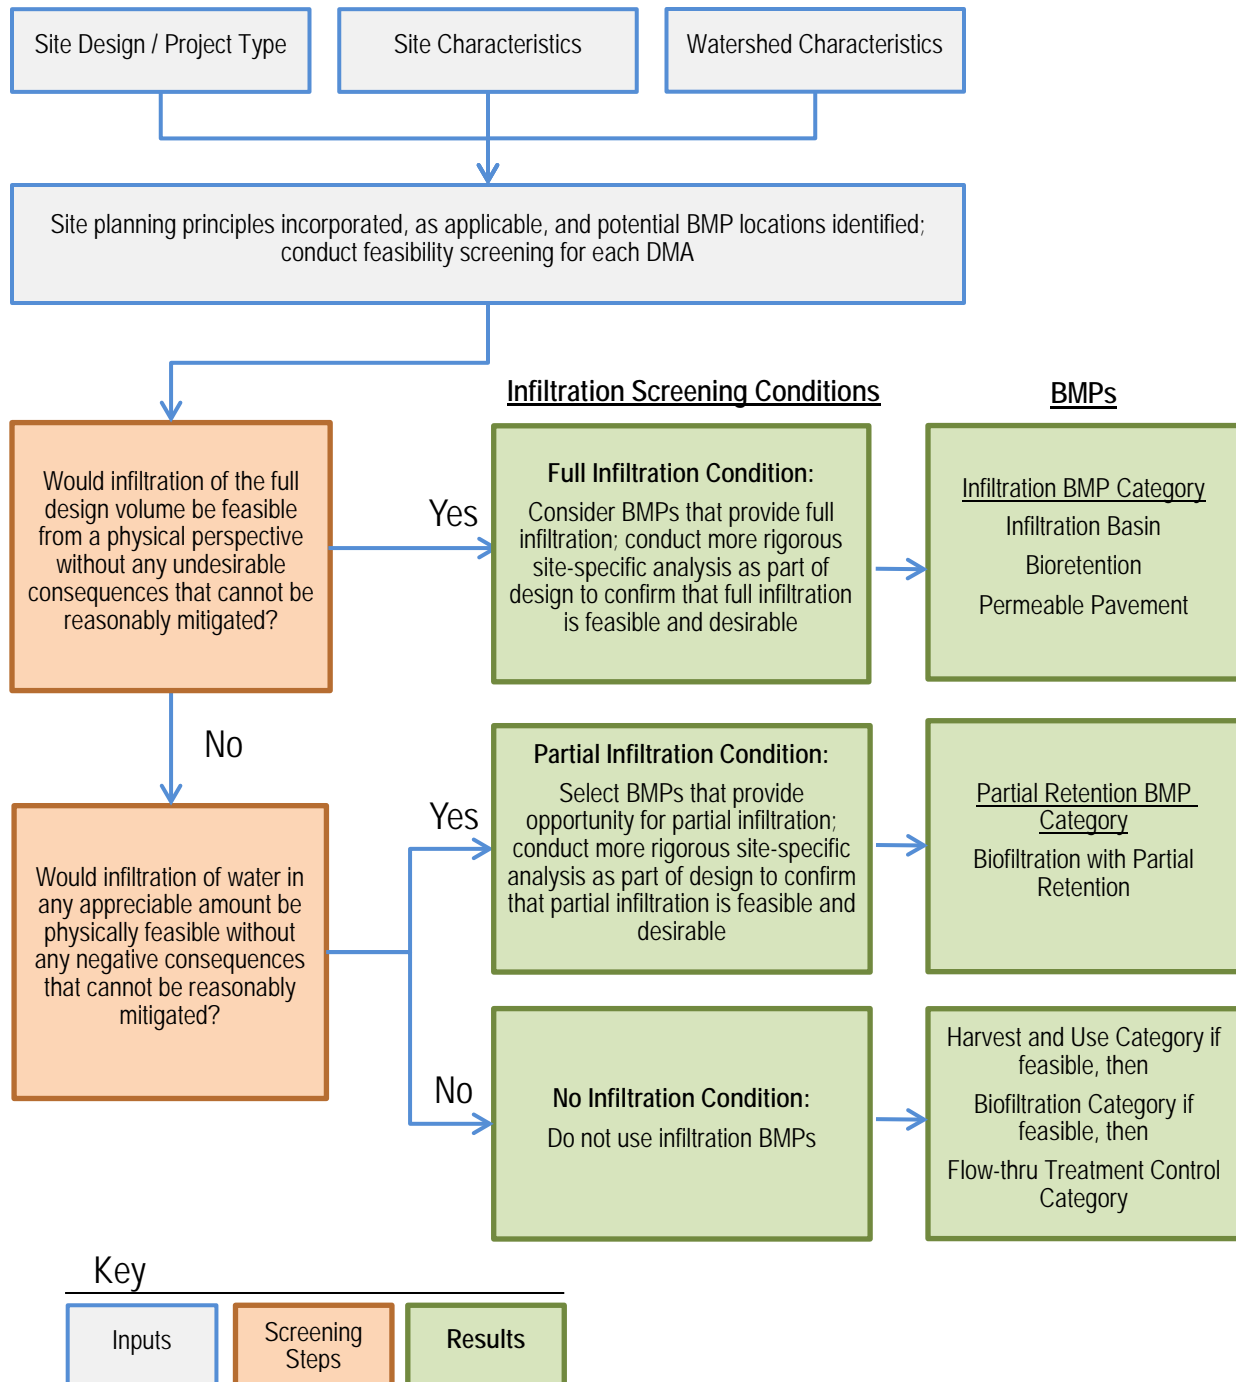 Site Design / Project Type
Site Characteristics
Watershed Characteristics
Site planning principles incorporated, as applicable, and potential BMP locations identified;
conduct feasibility screening for each DMA
Infiltration Screening Conditions
BMPs
Would infiltration of the full
design volume be feasible
from a physical perspective
without any undesirable
consequences that cannot be
reasonably mitigated?
Yes
Full Infiltration Condition:
Consider BMPs that provide full
infiltration; conduct more rigorous
site-specific analysis as part of
design to confirm that full infiltration
is feasible and desirable
Infiltration BMP Category
Infiltration Basin
Bioretention
Permeable Pavement
No
Would infiltration of water in
any appreciable amount be
physically feasible without
any negative consequences
that cannot be reasonably
mitigated?
Yes
Partial Infiltration Condition:
Select BMPs that provide
opportunity for partial infiltration;
conduct more rigorous site-specific
analysis as part of design to confirm
that partial infiltration is feasible and
desirable
Partial Retention BMP
Category
Biofiltration with Partial
Retention
No
No Infiltration Condition:
Do not use infiltration BMPs
Harvest and Use Category if
feasible, then
Biofiltration Category if
feasible, then
Flow-thru Treatment Control
Category
Key
Inputs
Screening
Steps
Results